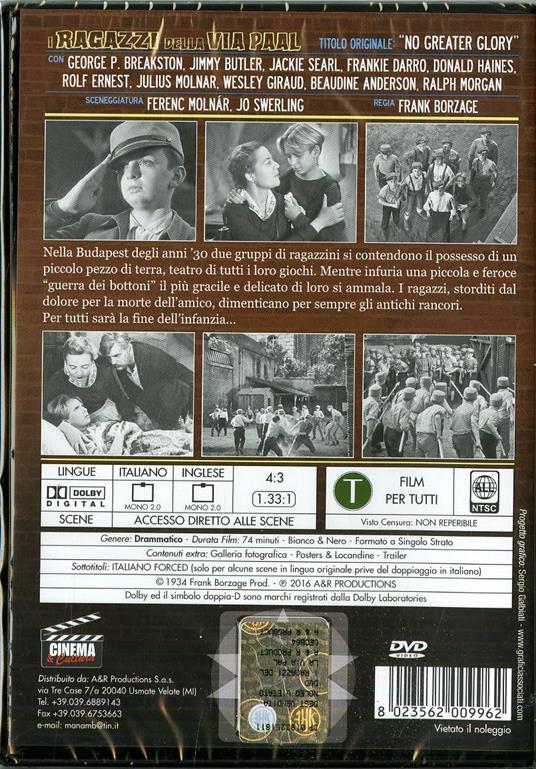 I RAGAZZI DELLA VIA PAAL TITOLO ORIGINALE: "NO GREATER GLORY"
CON GEORGE P. BREAKSTON, JIMMY BUTLER, JACKIE SEARL, FRANKIE DARRO, DONALD HAINES,
ROLF ERNEST, JULIUS MOLNAR, WESLEY GIRAUD, BEAUDINE ANDERSON, RALPH MORGAN
SCENEGGIATURA FERENC MOLNÁR, JO SWERLING REGIA FRANK BORZAGE
Nella Budapest degli anni '30 due gruppi di ragazzini si contendono il possesso di un
piccolo pezzo di terra, teatro di tutti i loro giochi. Mentre infuria una piccola e feroce
"guerra dei bottoni" il più gracile e delicato di loro si ammala. I ragazzi, storditi dal
dolore per la morte dell'amico, dimenticano per sempre gli antichi rancori.
Per tutti sarà la fine dell'infanzia...
LINGUE ITALIANO INGLESE 4:3
DOLBY DIGITAL MONO 2.0 MONO 2.0 1.33:1
SCENE ACCESSO DIRETTO ALLE SCENE
T FILM PER TUTTI
Visto Censura: NON REPERIBILE
ALL
NTSC
Genere: Drammatico - Durata Film: 74 minuti - Bianco & Nero - Formato a Singolo Strato
Contenuti extra: Galleria fotografica - Posters & Locandine - Trailer
Sottotitoli: ITALIANO FORCED (solo per alcune scene in lingua originale prive del doppiaggio in italiano)
© 1934 Frank Borzage Prod. - ℗ 2016 A&R PRODUCTIONS
Dolby ed il simbolo doppia-D sono marchi registrati dalla Dolby Laboratories
Progetto grafico: Sergio Galbiati - www.graficiassociati.com
CINEMA
& Cultura
Distribuito da: A&R Productions S.a.s.
via Tre Case 7/a 20040 Usmate Velate (MI)
Tel. +39.039.6889143
Fax +39.039.6753663
e-mail: manamb@tin.it
DVD
VIDEO
8 023562 009962
Vietato il noleggio